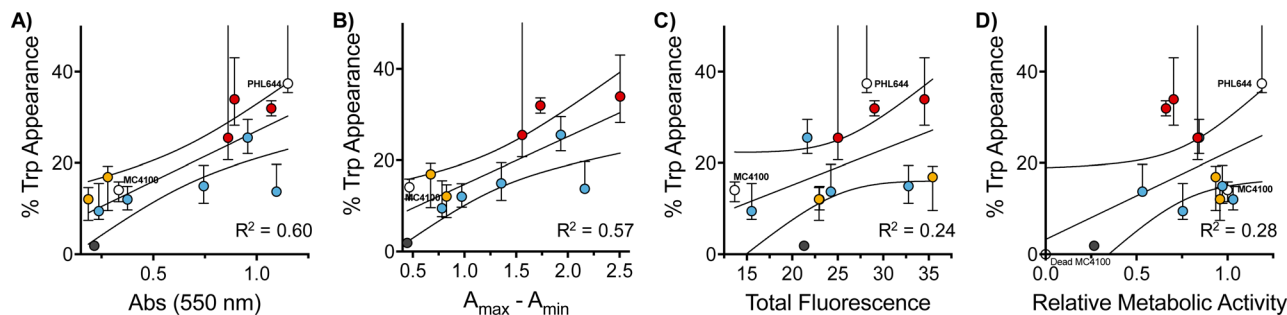 A)
% Trp Appearance
40
20
0
PHL644
MC4100
R² = 0.60
0.5
1.0
Abs (550 nm)
B)
% Trp Appearance
50
40
30
20
10
0
MC4100
R² = 0.57
0.5
1.0
1.5
2.0
2.5
Amax - Amin
C)
% Trp Appearance
40
20
0
PHL644
MC4100
R² = 0.24
15
20
25
30
35
Total Fluorescence
D)
% Trp Appearance
40
20
0
PHL644
MC4100
Dead MC4100
R² = 0.28
0.0
0.5
1.0
Relative Metabolic Activity